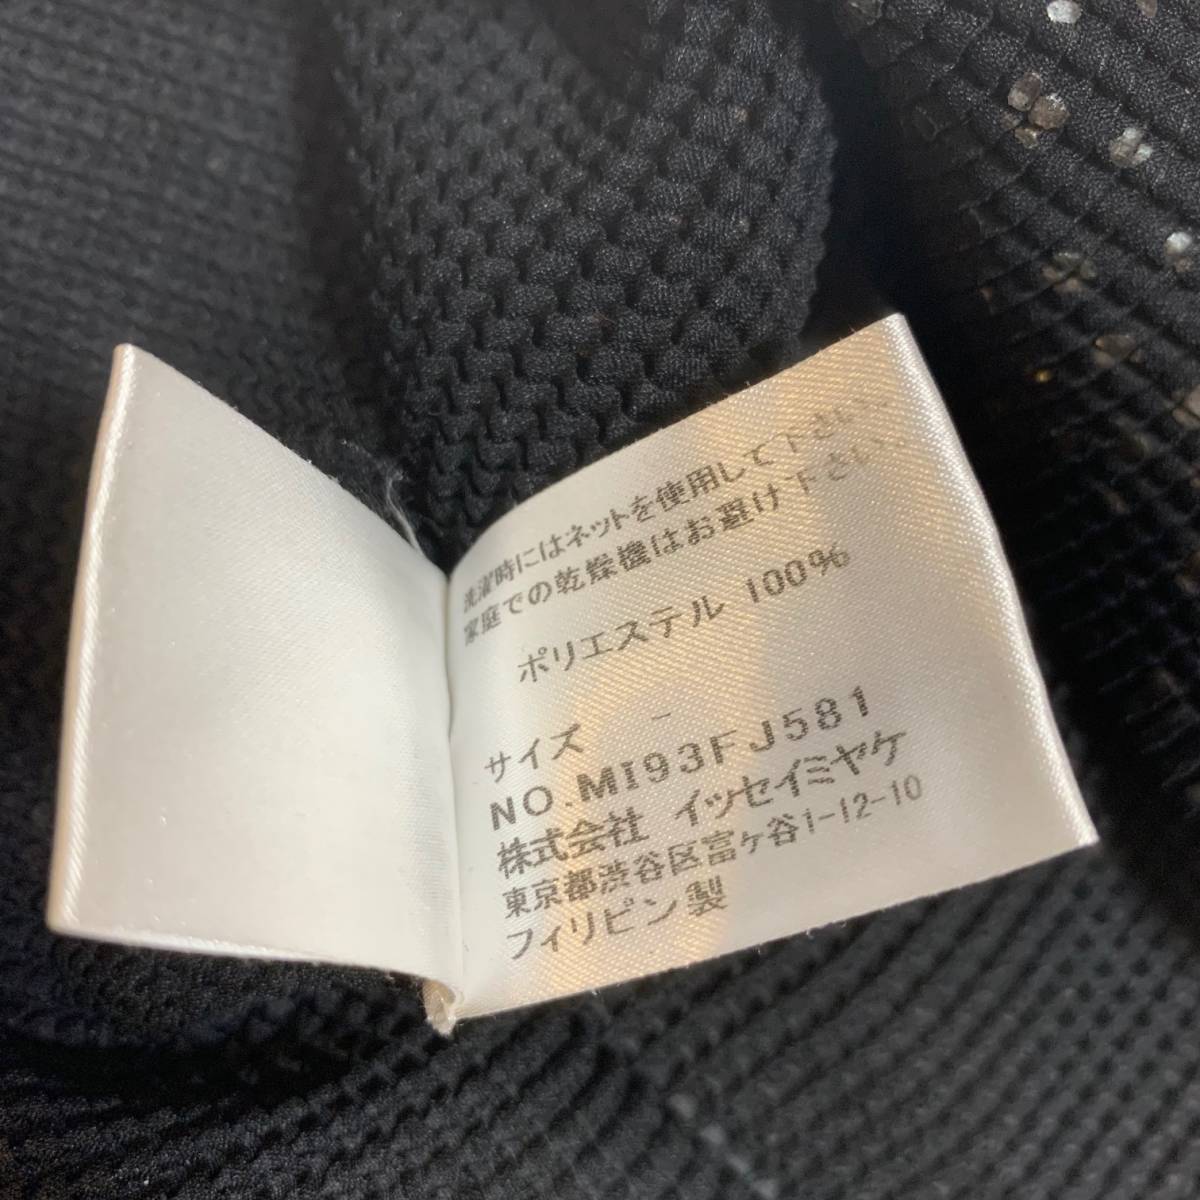 洗濯時にはネットを使用して下さい。
家庭での乾燥機はお避け下さい。
ポリエステル 100%
サイズ －
NO.MI93FJ581
株式会社 イッセイミヤケ
東京都渋谷区富ケ谷1-12-10
フィリピン製